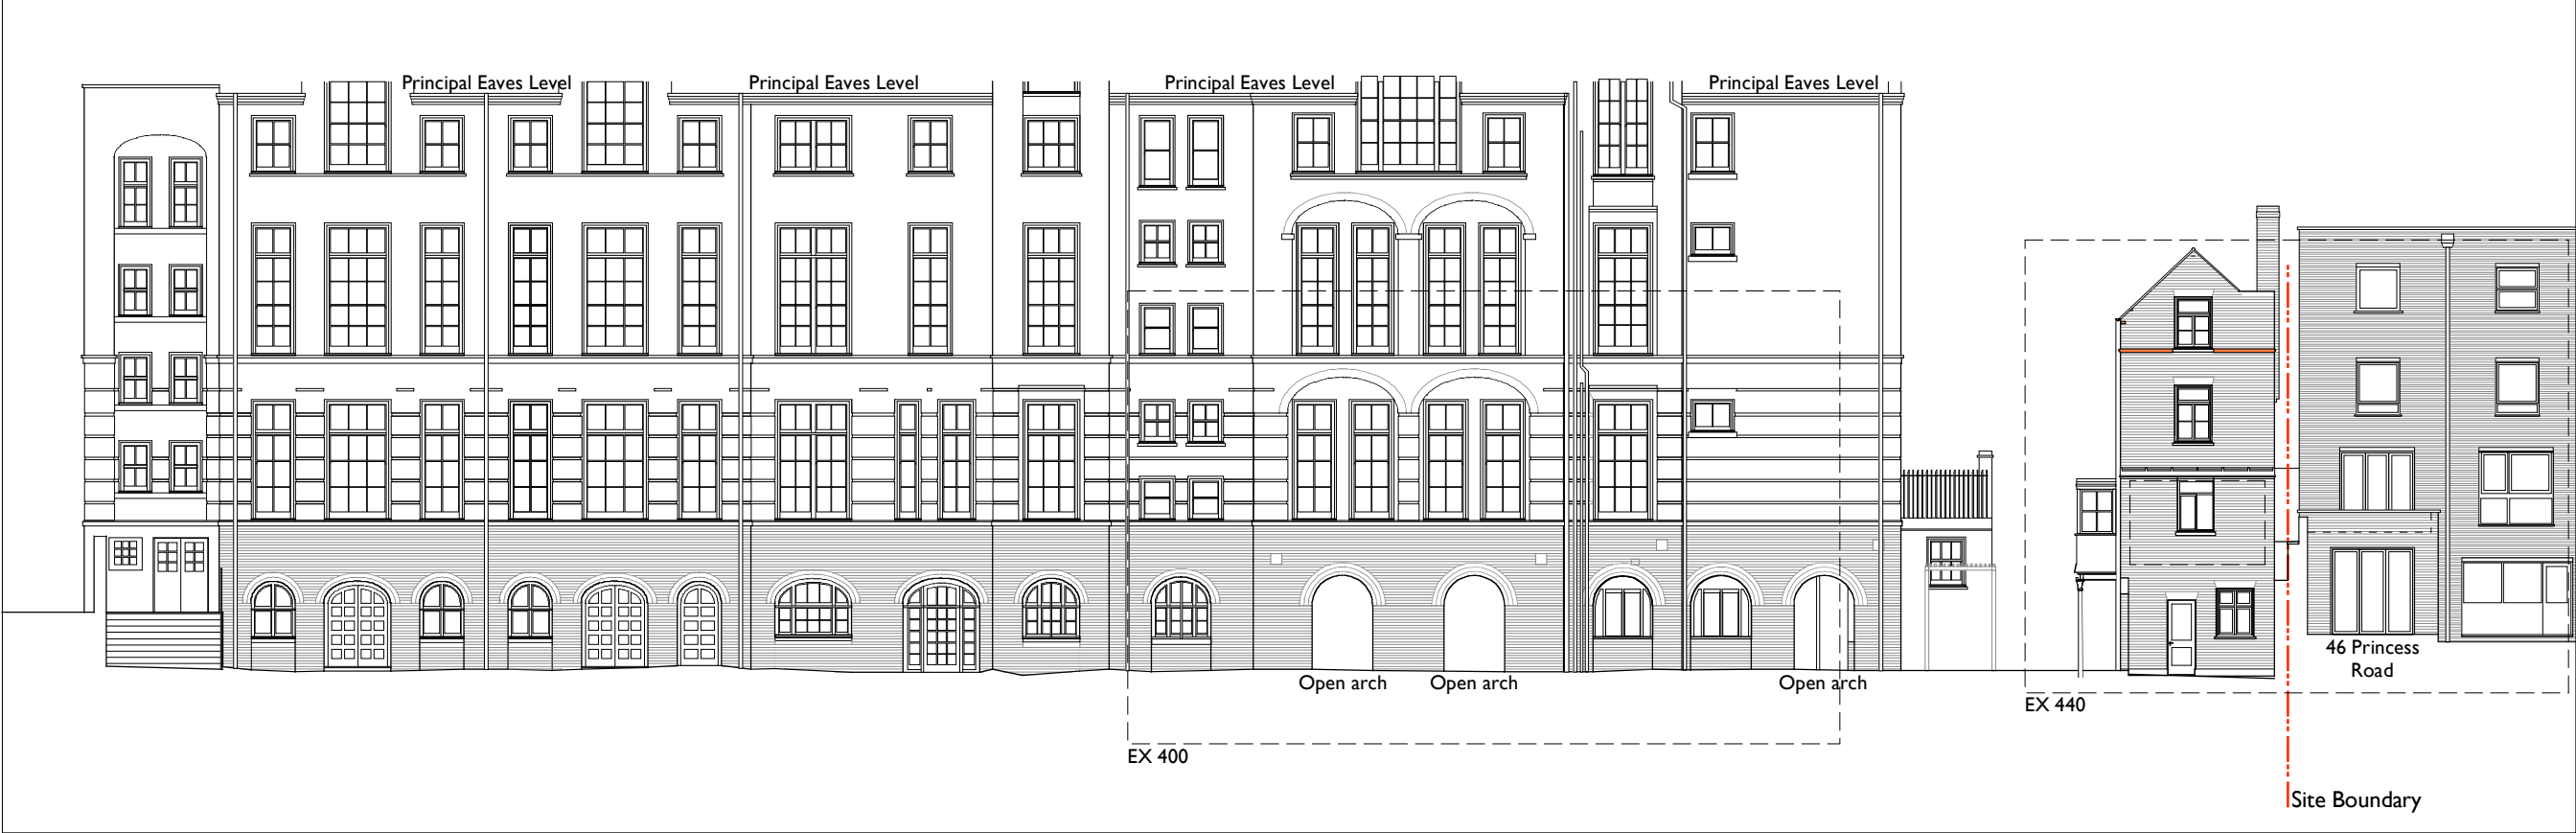 Principal Eaves Level
Principal Eaves Level
Principal Eaves Level
Principal Eaves Level
46 Princess
Road
Open arch
Open arch
Open arch
EX 440
EX 400
Site Boundary